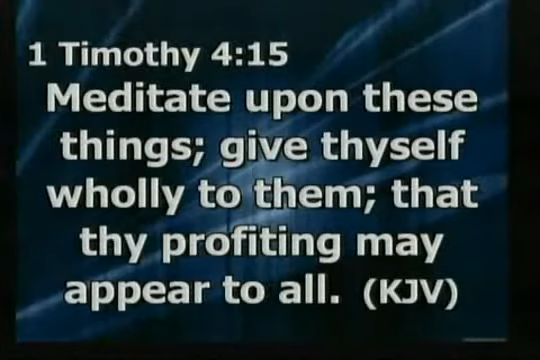 1 Timothy 4:15
Meditate upon these
things; give thyself
wholly to them; that
thy profiting may
appear to all. (KJV)